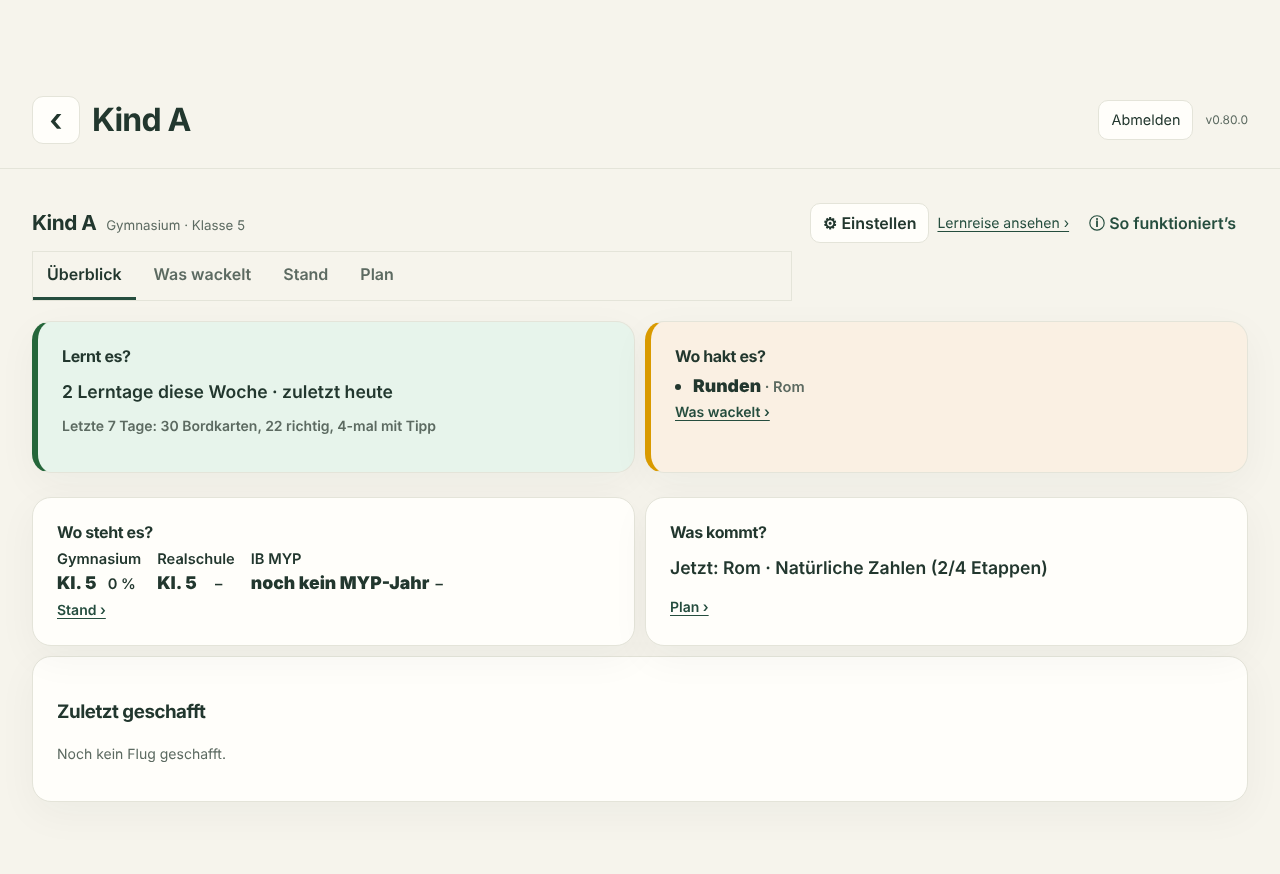 ‹ Kind A
Abmelden v0.80.0
Kind A Gymnasium · Klasse 5
⚙ Einstellen Lernreise ansehen › ⓘ So funktioniert’s
Überblick Was wackelt Stand Plan
Lernt es?
2 Lerntage diese Woche · zuletzt heute
Letzte 7 Tage: 30 Bordkarten, 22 richtig, 4-mal mit Tipp
Wo hakt es?
• Runden · Rom
Was wackelt ›
Wo steht es?
Gymnasium Realschule IB MYP
Kl. 5 0 % Kl. 5 – noch kein MYP-Jahr –
Stand ›
Was kommt?
Jetzt: Rom · Natürliche Zahlen (2/4 Etappen)
Plan ›
Zuletzt geschafft
Noch kein Flug geschafft.